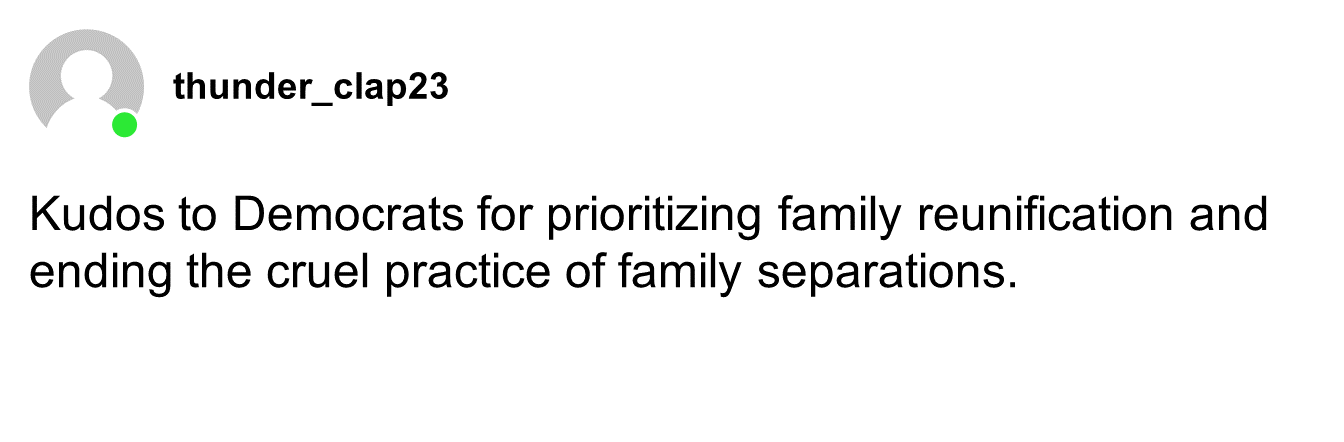 thunder_clap23
Kudos to Democrats for prioritizing family reunification and
ending the cruel practice of family separations.